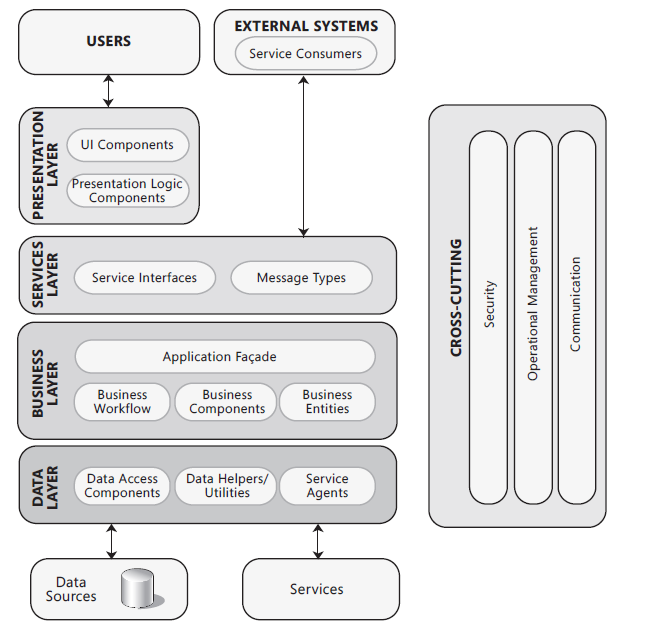 USERS
EXTERNAL SYSTEMS
Service Consumers
PRESENTATION
LAYER
UI Components
Presentation Logic
Components
SERVICES
LAYER
Service Interfaces
Message Types
BUSINESS
LAYER
Application Façade
Business
Workflow
Business
Components
Business
Entities
DATA
LAYER
Data Access
Components
Data Helpers/
Utilities
Service
Agents
Data
Sources
Services
CROSS-CUTTING
Security
Operational Management
Communication